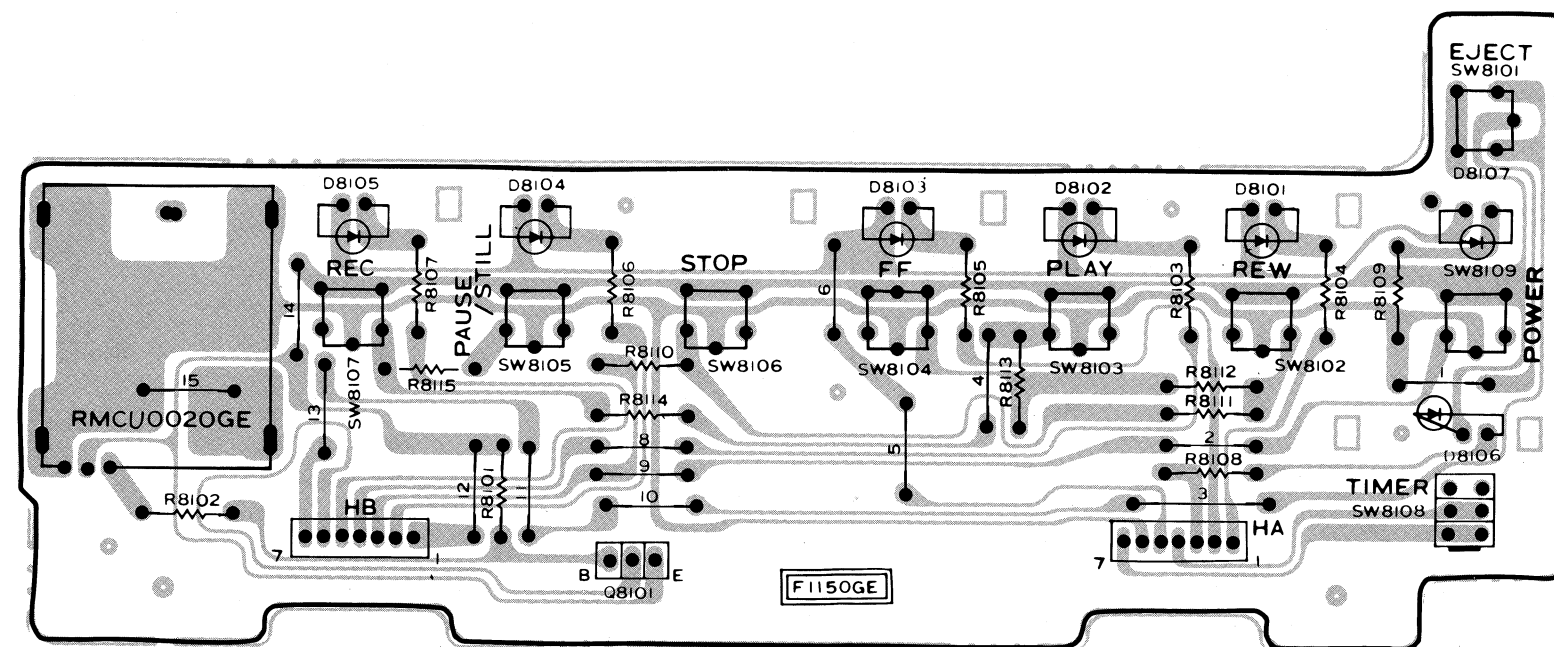 EJECT
SW8101
D8107
D8105
D8104
D8103
D8102
D8101
REC
R8107
PAUSE
/STILL
R8106
STOP
6
FF
R8105
PLAY
R8103
REW
R8104
R8109
SW8109
POWER
14
SW8107
R8115
SW8105
R8110
SW8106
SW8104
4
R8113
SW8103
R8112
SW8102
1
15
RMCU0020GE
13
R8114
R8111
8
5
2
D8106
9
R8108
12
R8101
11
10
3
TIMER
SW8108
R8102
HB
HA
7
1
7
1
B
E
Q8101
F1150GE